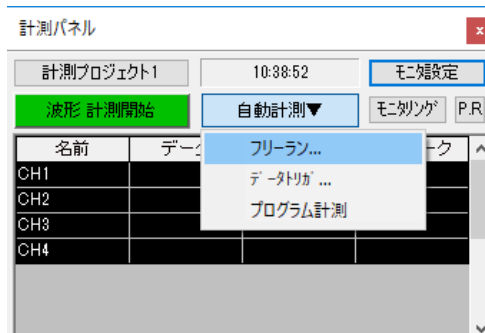 計測パネル
x
計測プロジェクト1 10:38:52 ﾓﾆﾀ設定
波形 計測開始 自動計測▼ ﾓﾆﾀﾘﾝｸﾞ P.R
名前 データ ーク
フリーラン...
ﾃﾞｰﾀﾄﾘｶﾞ...
プログラム計測
CH1
CH2
CH3
CH4